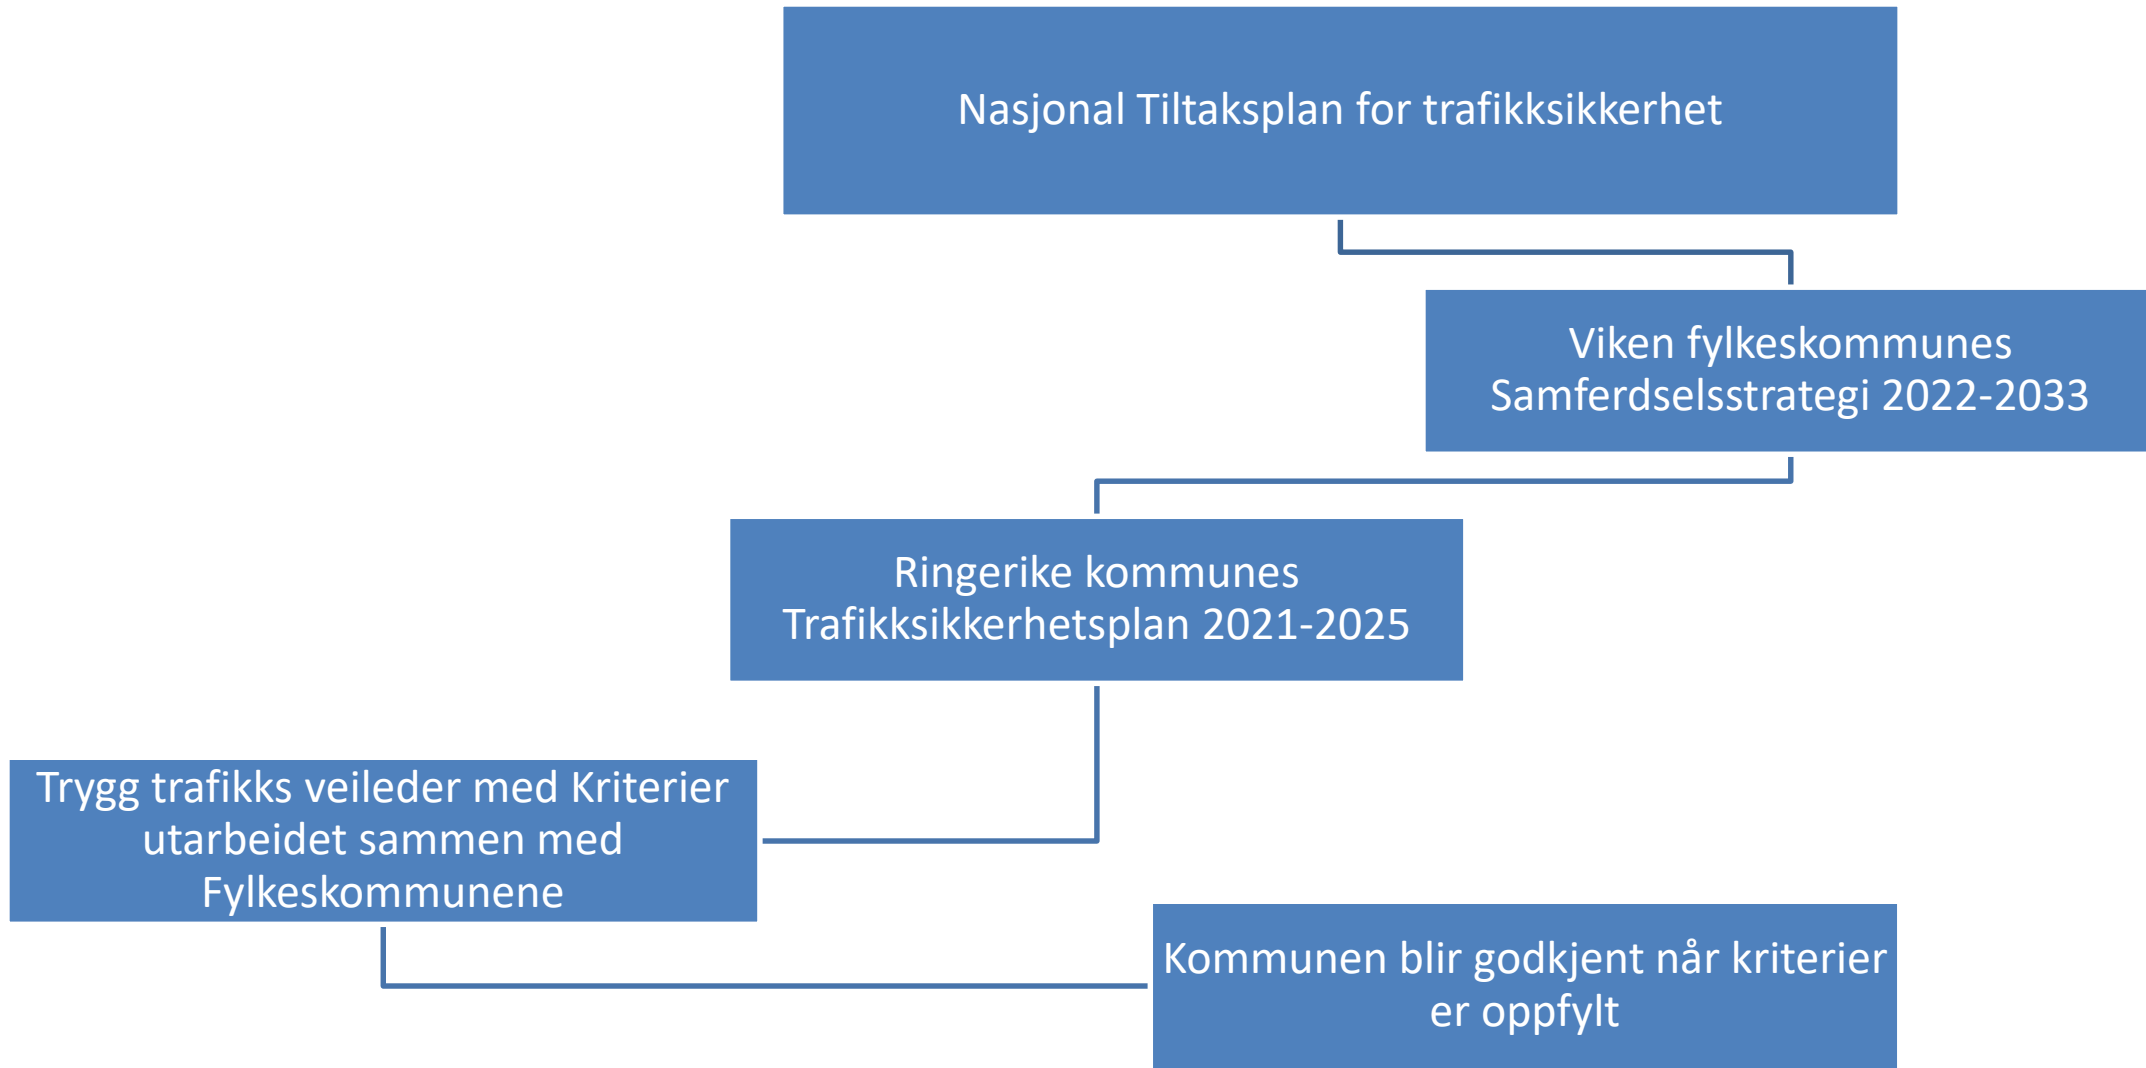 Nasjonal Tiltaksplan for trafikksikkerhet
Viken fylkeskommunes
Samferdselsstrategi 2022-2033
Ringerike kommunes
Trafikksikkerhetsplan 2021-2025
Trygg trafikks veileder med Kriterier
utarbeidet sammen med
Fylkeskommunene
Kommunen blir godkjent når kriterier
er oppfylt